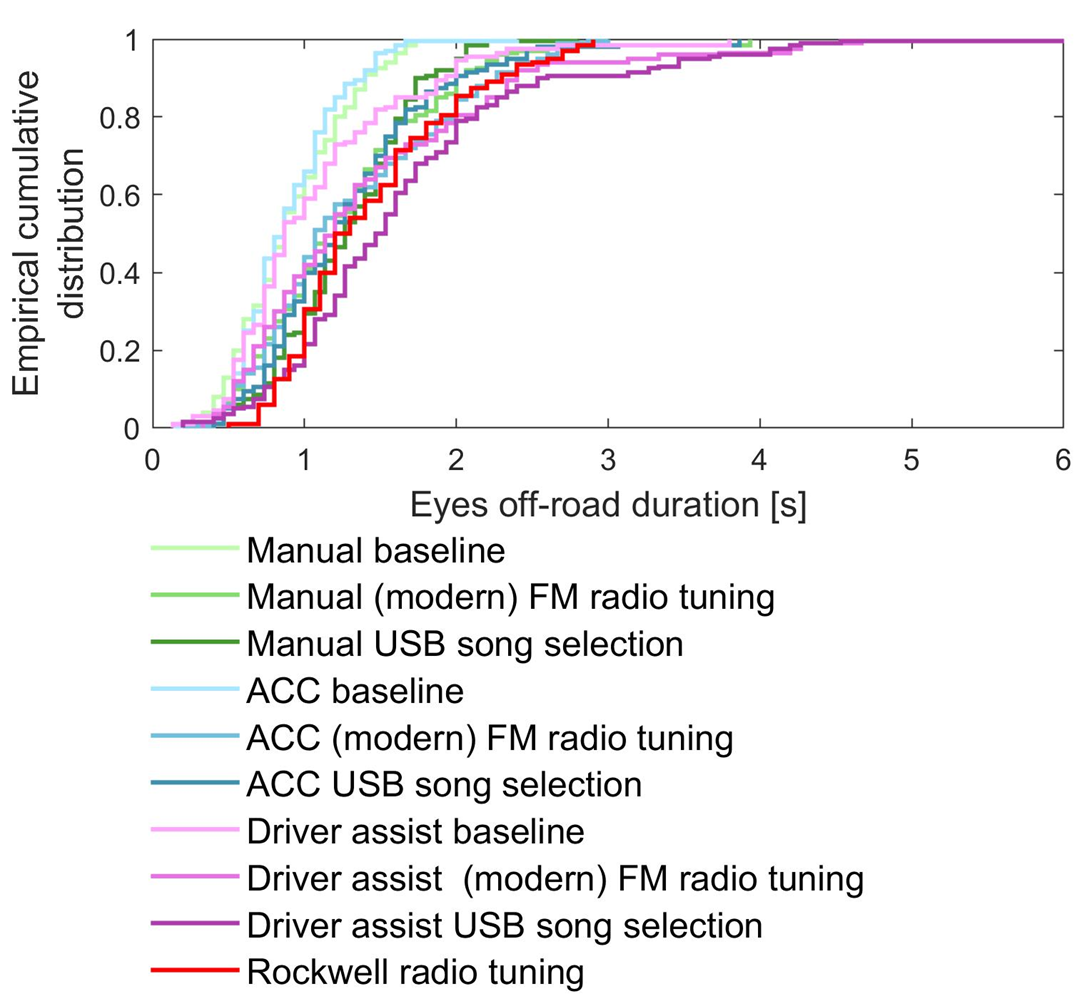 Empirical cumulative
distribution
1
0.8
0.6
0.4
0.2
0
0 1 2 3 4 5 6
Eyes off-road duration [s]
Manual baseline
Manual (modern) FM radio tuning
Manual USB song selection
ACC baseline
ACC (modern) FM radio tuning
ACC USB song selection
Driver assist baseline
Driver assist  (modern) FM radio tuning
Driver assist USB song selection
Rockwell radio tuning